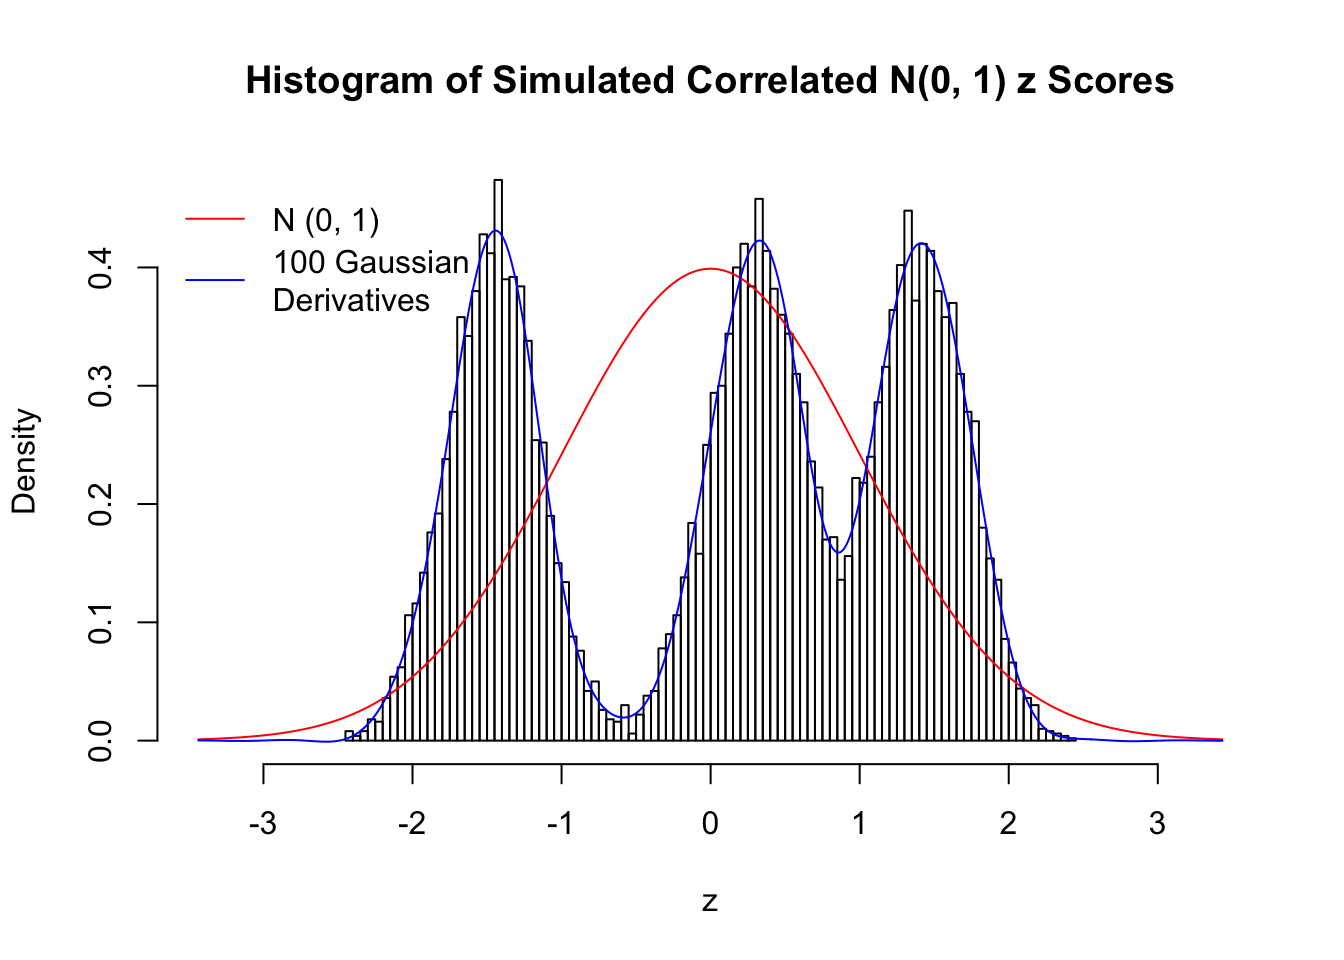 Histogram of Simulated Correlated N(0, 1) z Scores
N (0, 1)
100 Gaussian
Derivatives
Density
0.0
0.1
0.2
0.3
0.4
-3
-2
-1
0
1
2
3
z